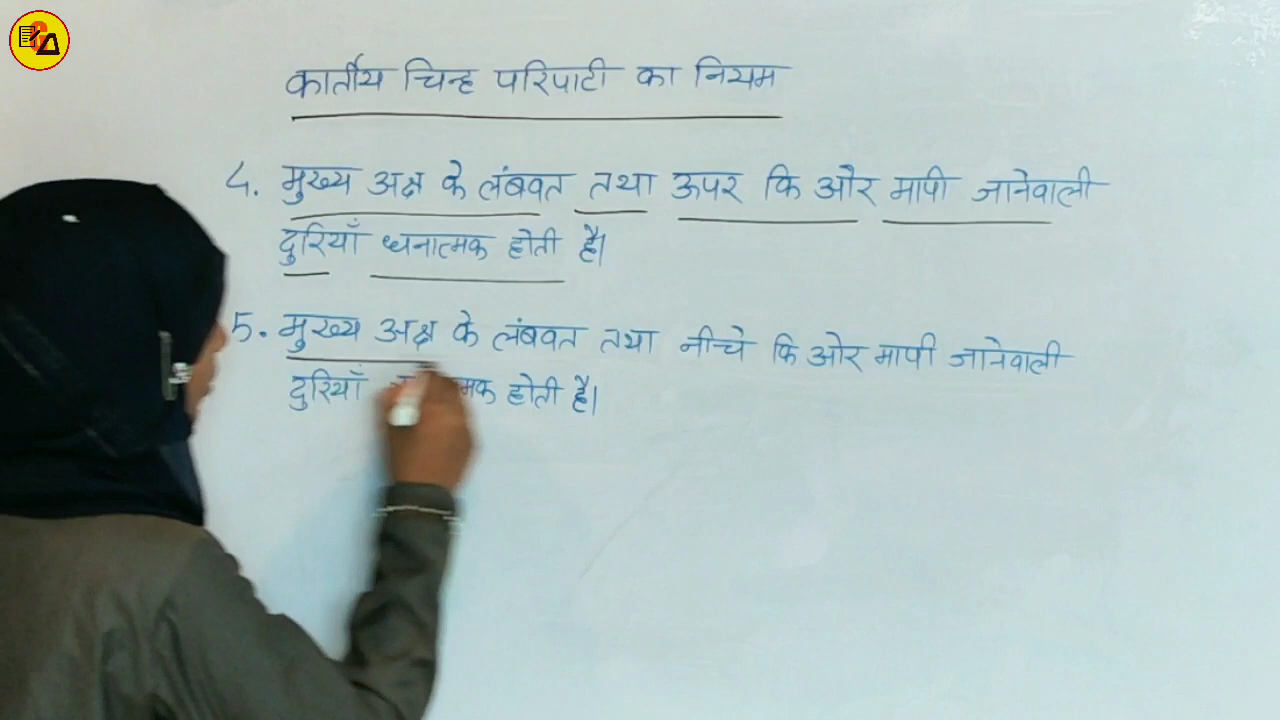 कार्तीय चिन्ह परिपाटी का नियम
4. मुख्य अक्ष के लंबवत तथा ऊपर कि ओर मापी जानेवाली
दुरियाँ धनात्मक होती है।
5. मुख्य अक्ष के लंबवत तथा नीचे कि ओर मापी जानेवाली
दुरियाँ होती है।